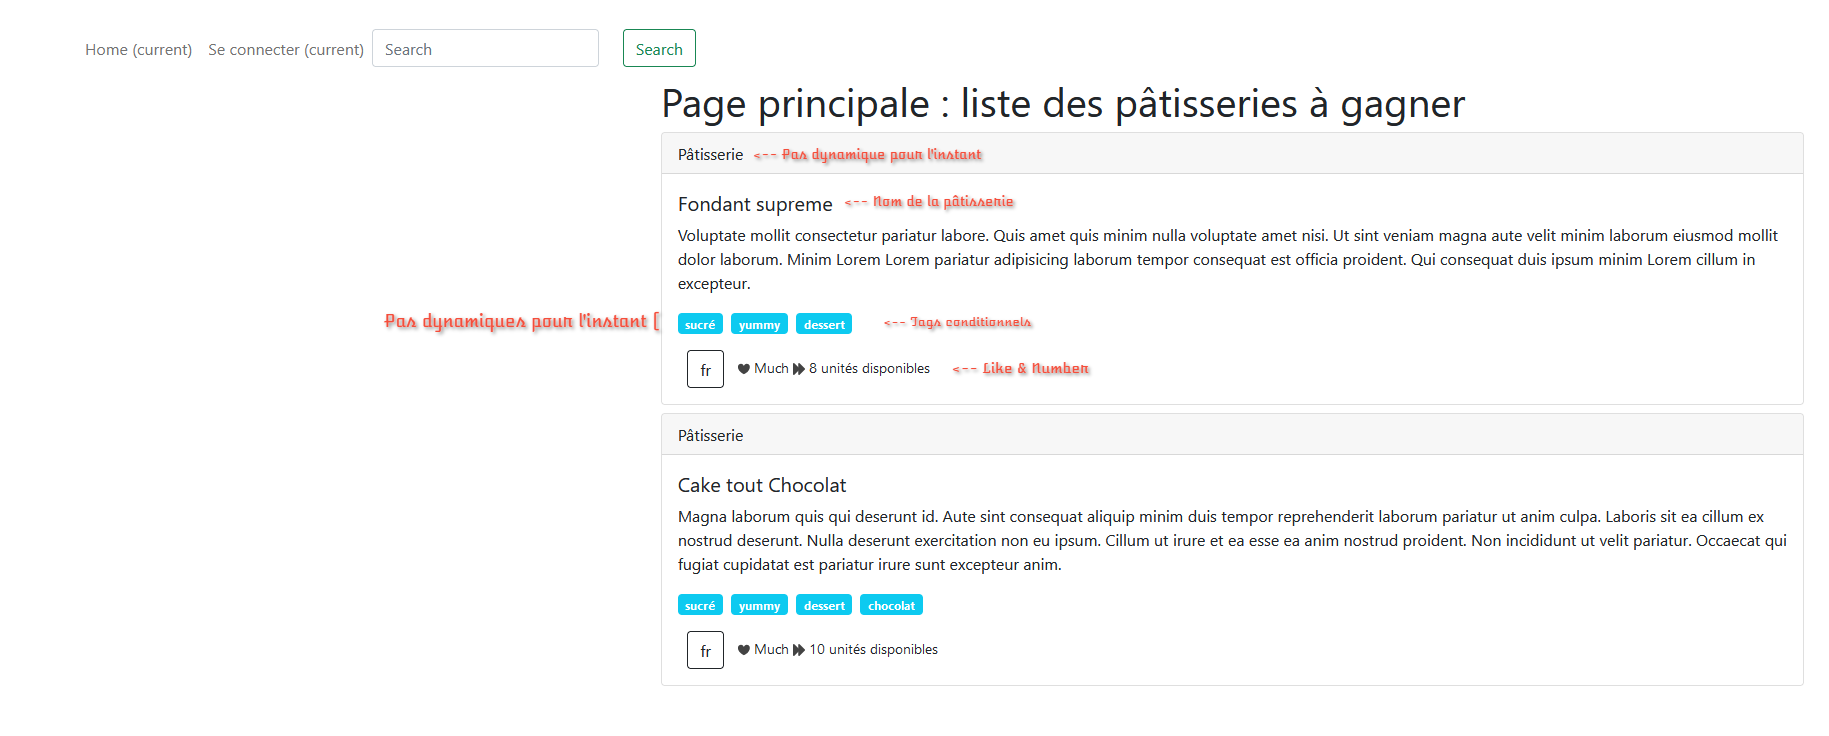 Home (current) Se connecter (current) Search Search
Page principale : liste des pâtisseries à gagner
Pâtisserie <-- Pas dynamique pour l'instant
Fondant supreme <-- Nom de la pâtisserie
Voluptate mollit consectetur pariatur labore. Quis amet quis minim nulla voluptate amet nisi. Ut sint veniam magna aute velit minim laborum eiusmod mollit
dolor laborum. Minim Lorem Lorem pariatur adipisicing laborum tempor consequat est officia proident. Qui consequat duis ipsum minim Lorem cillum in
excepteur.
Pas dynamiques pour l'instant [ sucré yummy dessert <-- Tags conditionnels
fr Much 8 unités disponibles <-- Like & Number
Pâtisserie
Cake tout Chocolat
Magna laborum quis qui deserunt id. Aute sint consequat aliquip minim duis tempor reprehenderit laborum pariatur ut anim culpa. Laboris sit ea cillum ex
nostrud deserunt. Nulla deserunt exercitation non eu ipsum. Cillum ut irure et ea esse ea anim nostrud proident. Non incididunt ut velit pariatur. Occaecat qui
fugiat cupidatat est pariatur irure sunt excepteur anim.
sucré yummy dessert chocolat
fr Much 10 unités disponibles